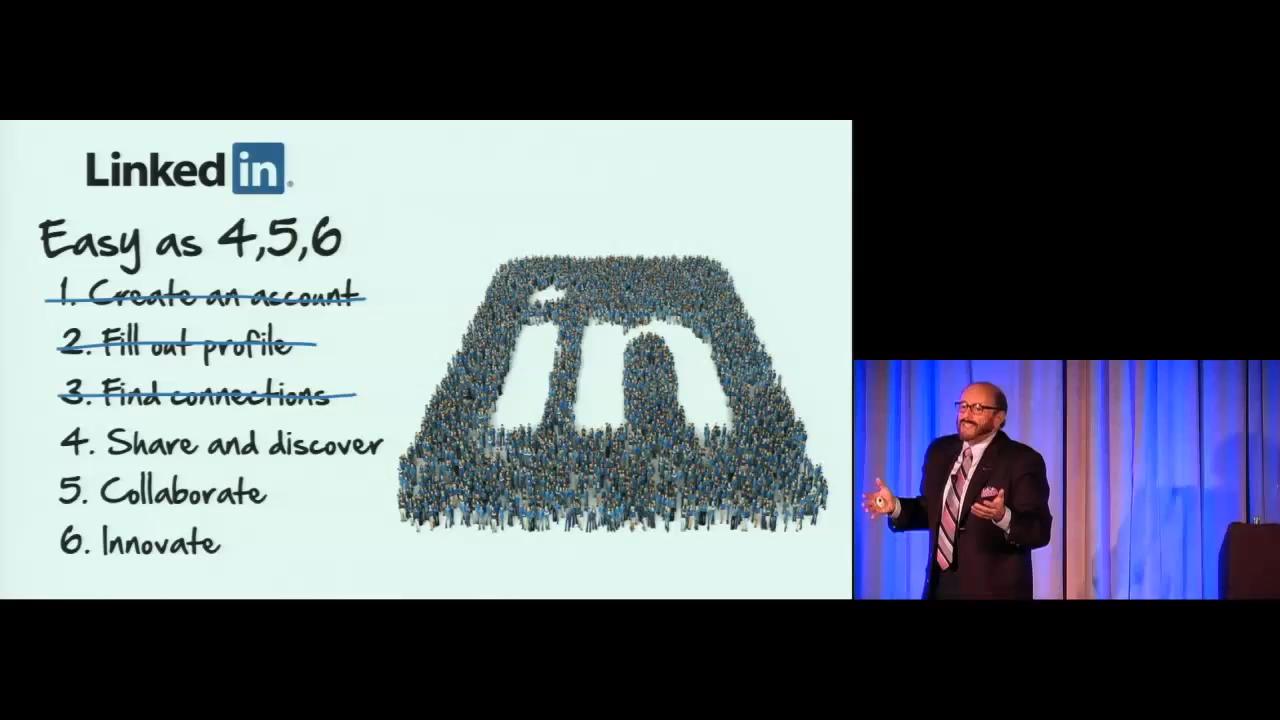 Linked in
Easy as 4,5,6
1. Create an account
2. Fill out profile
3. Find connections
4. Share and discover
5. Collaborate
6. Innovate
in